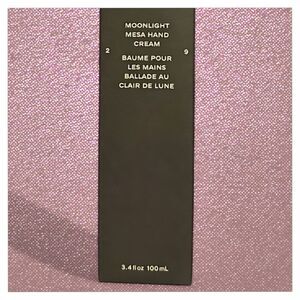 MOONLIGHT
MESA HAND
CREAM
2 9
BAUME POUR
LES MAINS
BALLADE AU
CLAIR DE LUNE
3.4 fl oz 100 mL